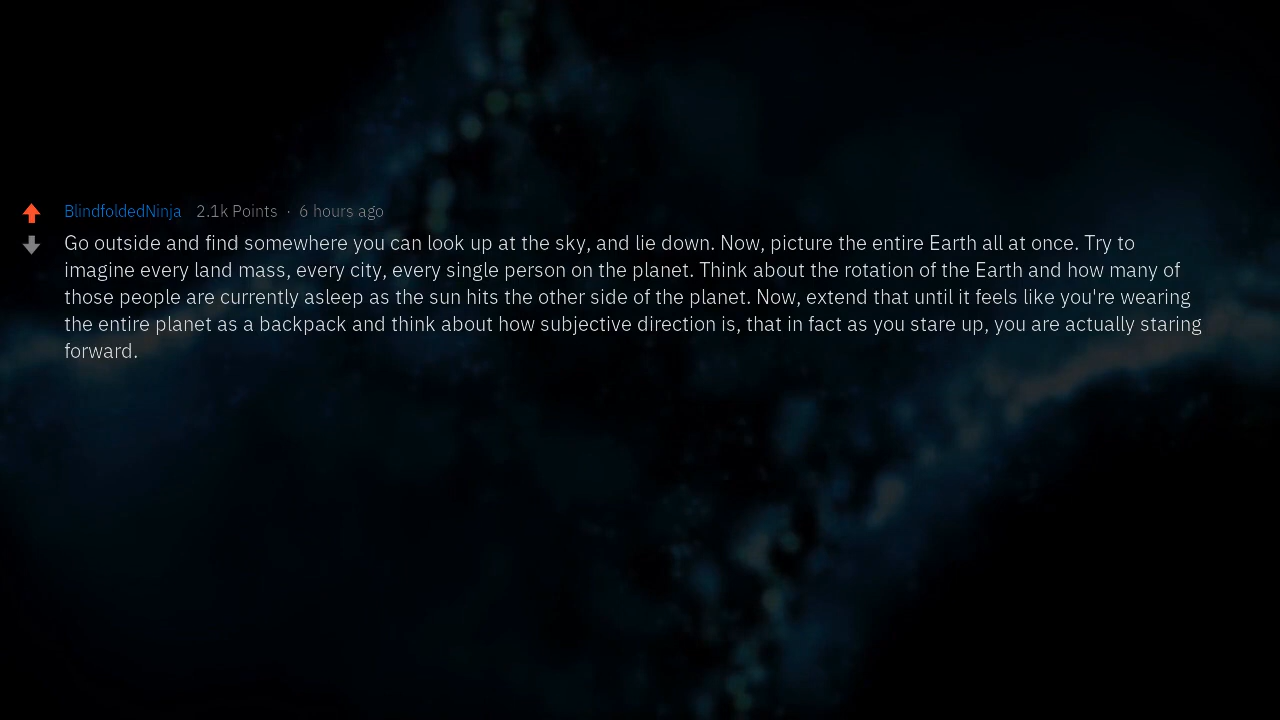 BlindfoldedNinja 2.1k Points · 6 hours ago
Go outside and find somewhere you can look up at the sky, and lie down. Now, picture the entire Earth all at once. Try to
imagine every land mass, every city, every single person on the planet. Think about the rotation of the Earth and how many of
those people are currently asleep as the sun hits the other side of the planet. Now, extend that until it feels like you're wearing
the entire planet as a backpack and think about how subjective direction is, that in fact as you stare up, you are actually staring
forward.